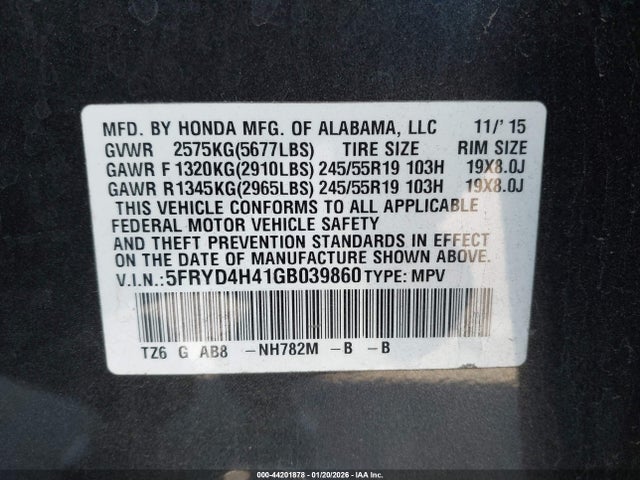 MFD. BY HONDA MFG. OF ALABAMA, LLC 11/' 15
GVWR 2575KG(5677LBS) TIRE SIZE RIM SIZE
GAWR F 1320KG(2910LBS) 245/55R19 103H 19X8.0J
GAWR R1345KG(2965LBS) 245/55R19 103H 19X8.0J
THIS VEHICLE CONFORMS TO ALL APPLICABLE
FEDERAL MOTOR VEHICLE SAFETY
AND THEFT PREVENTION STANDARDS IN EFFECT
ON THE DATE OF MANUFACTURE SHOWN ABOVE.
V.I.N.:5FRYD4H41GB039860 TYPE: MPV
TZ6 G AB8 -NH782M -B -B
000-44201878 - 01/20/2026 - IAA Inc.